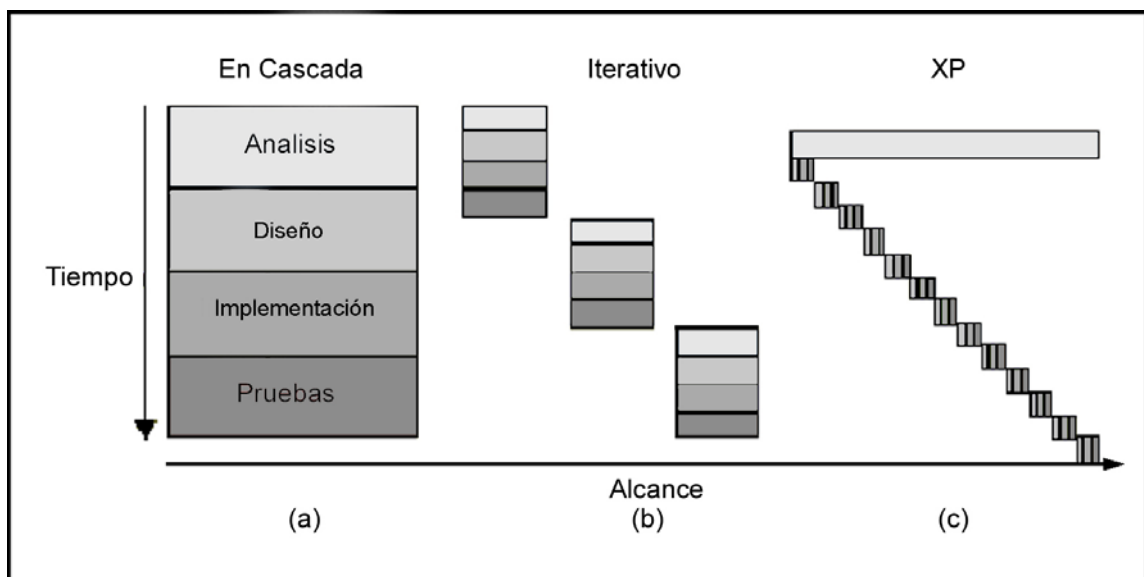 En Cascada
Iterativo
XP
Analisis
Diseño
Tiempo
Implementación
Pruebas
Alcance
(a)
(b)
(c)